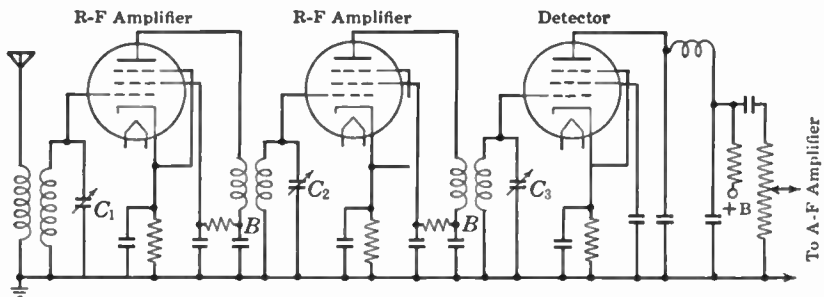 R-F Amplifier
R-F Amplifier
Detector
C1
B
C2
B
C3
+B
To A-F Amplifier